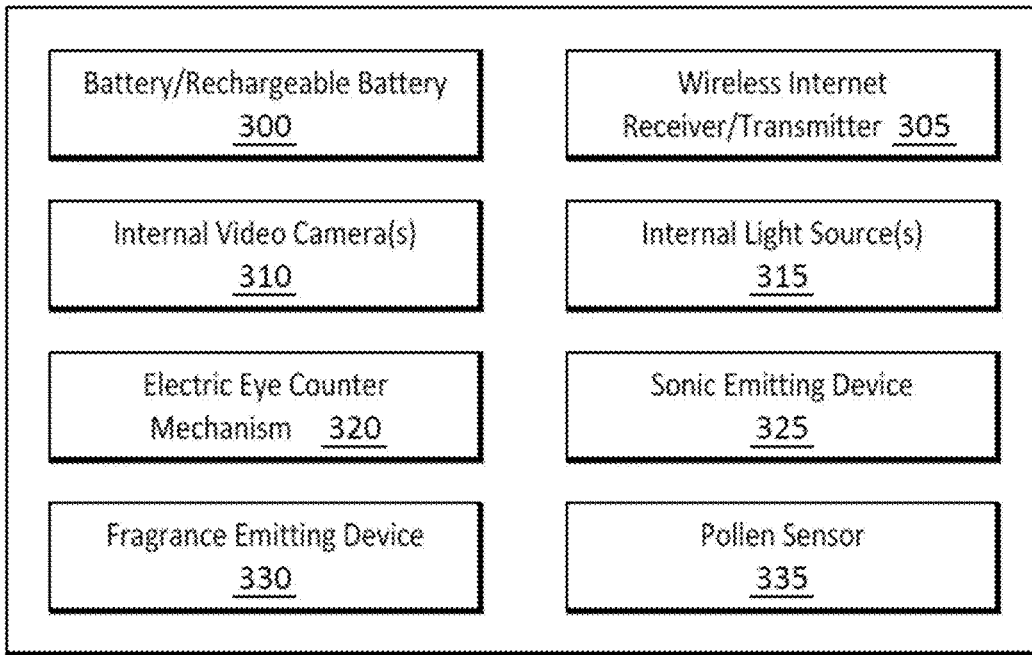 Battery/Rechargeable Battery
300
Wireless Internet
Receiver/Transmitter 305
Internal Video Camera(s)
310
Internal Light Source(s)
315
Electric Eye Counter
Mechanism 320
Sonic Emitting Device
325
Fragrance Emitting Device
330
Pollen Sensor
335